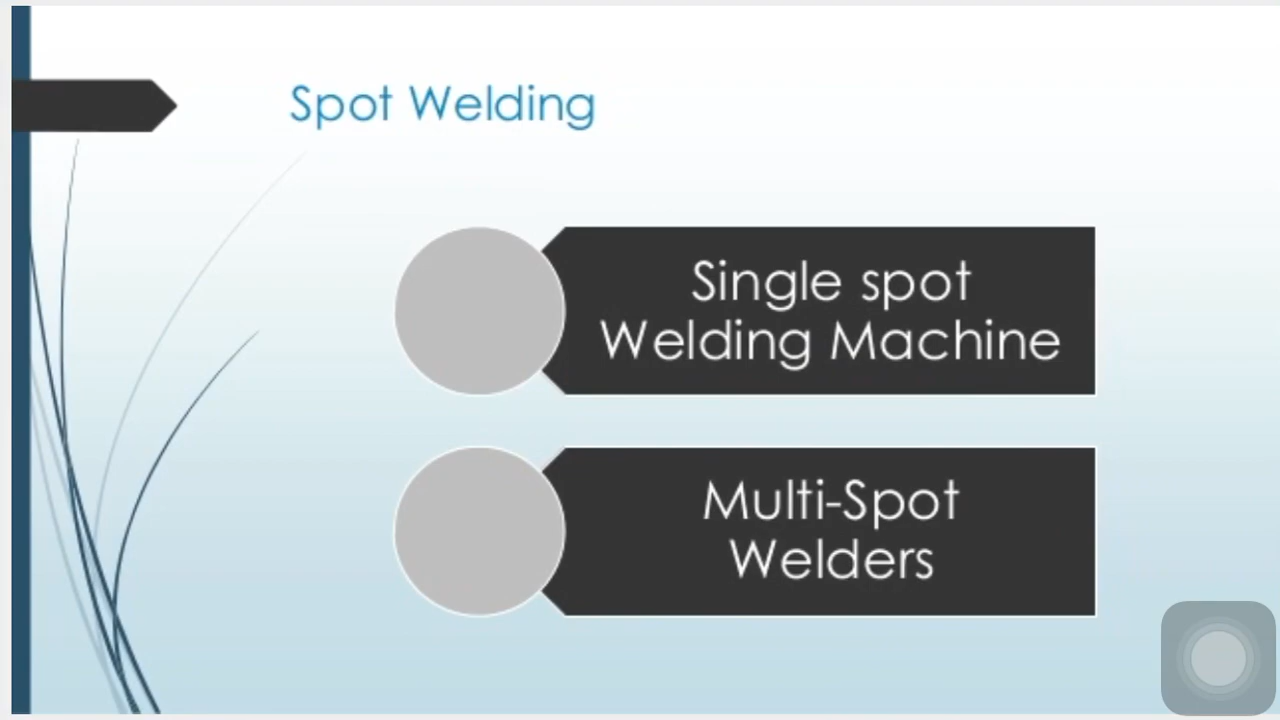 Spot Welding
Single spot
Welding Machine
Multi-Spot
Welders